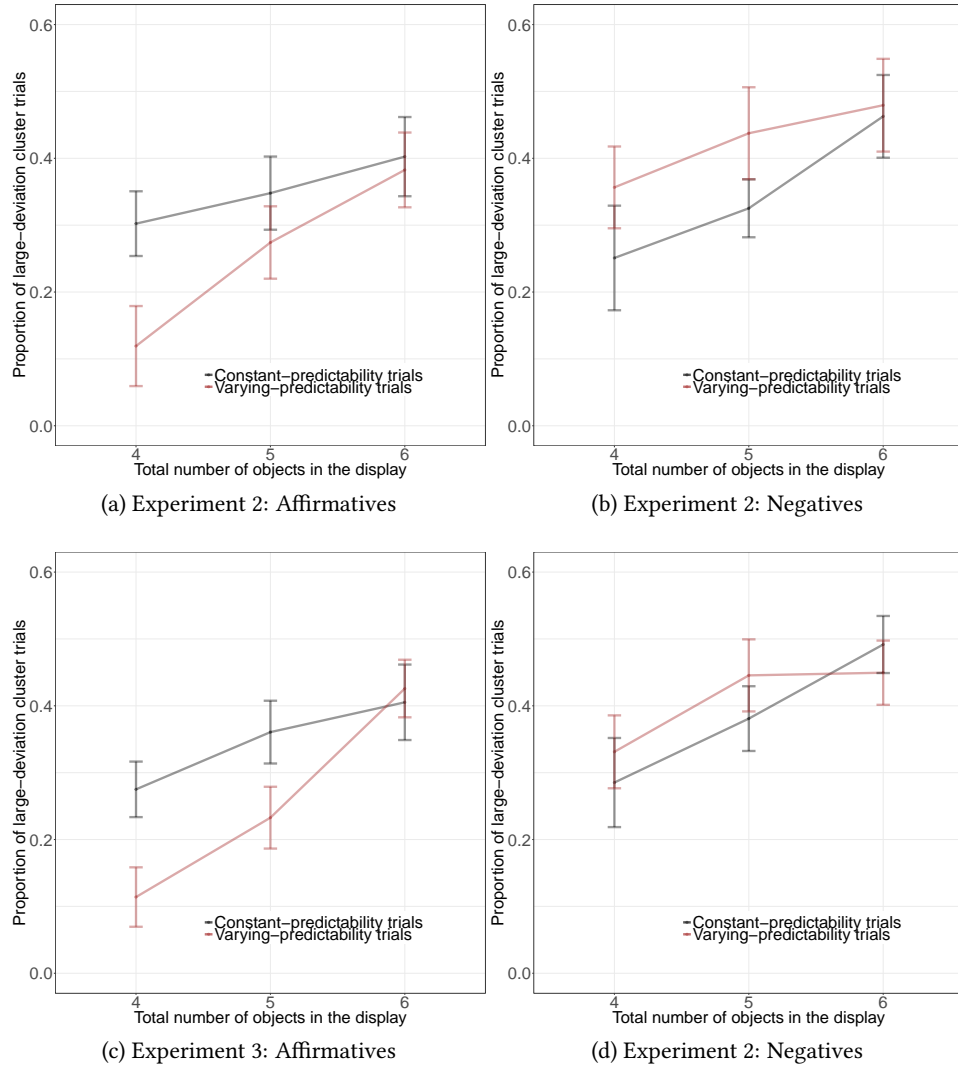 Proportion of large−deviation cluster trials
0.6
0.4
0.2
0.0
Constant−predictability trials
Varying−predictability trials
4 5 6
Total number of objects in the display
(a) Experiment 2: Affirmatives
Proportion of large−deviation cluster trials
0.6
0.4
0.2
0.0
Constant−predictability trials
Varying−predictability trials
4 5 6
Total number of objects in the display
(b) Experiment 2: Negatives
Proportion of large−deviation cluster trials
0.6
0.4
0.2
0.0
Constant−predictability trials
Varying−predictability trials
4 5 6
Total number of objects in the display
(c) Experiment 3: Affirmatives
Proportion of large−deviation cluster trials
0.6
0.4
0.2
0.0
Constant−predictability trials
Varying−predictability trials
4 5 6
Total number of objects in the display
(d) Experiment 2: Negatives